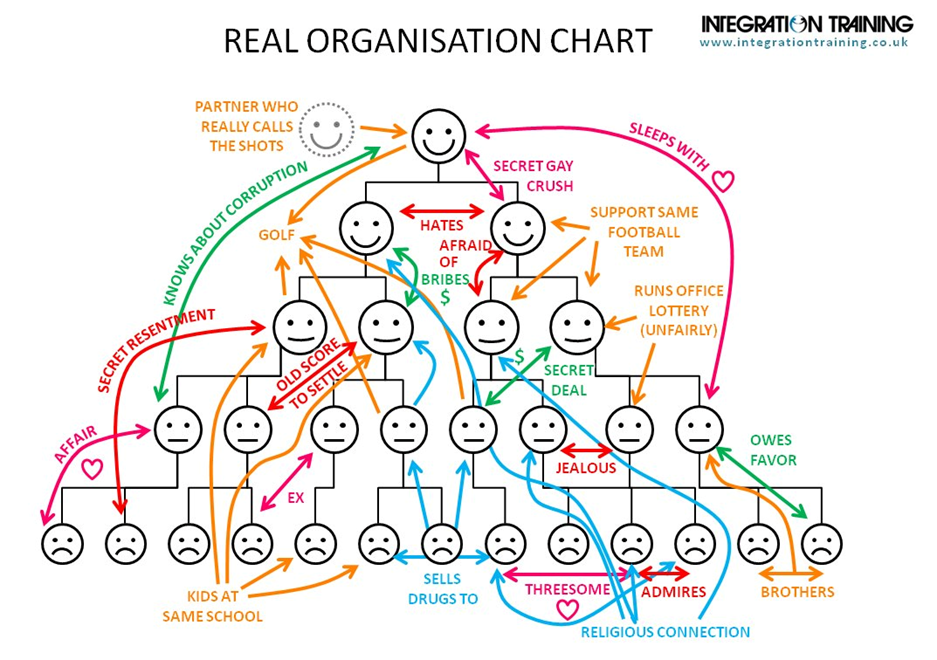 REAL ORGANISATION CHART
INTEGRATION TRAINING
www.integrationtraining.co.uk
PARTNER WHO
REALLY CALLS
THE SHOTS
SLEEPS WITH
SECRET GAY
CRUSH
KNOWS ABOUT CORRUPTION
GOLF
HATES
AFRAID
OF
SUPPORT SAME
FOOTBALL
TEAM
BRIBES
$
RUNS OFFICE
LOTTERY
(UNFAIRLY)
SECRET RESENTMENT
OLD SCORE
TO SETTLE
$
SECRET
DEAL
AFFAIR
OWES
FAVOR
JEALOUS
EX
KIDS AT
SAME SCHOOL
SELLS
DRUGS TO
THREESOME
ADMIRES
BROTHERS
RELIGIOUS CONNECTION